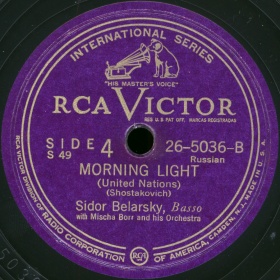 INTERNATIONAL SERIES
"HIS MASTER'S VOICE"
RCA VICTOR
REG. U.S. PAT. OFF. MARCAS REGISTRADAS
SIDE 4
S 49
26-5036-B
Russian
MORNING LIGHT
(United Nations)
(Shostakovich)
Sidor Belarsky, Basso
with Mischa Borr and his Orchestra
RCA VICTOR DIVISION OF RADIO CORPORATION OF AMERICA, CAMDEN, N.J.